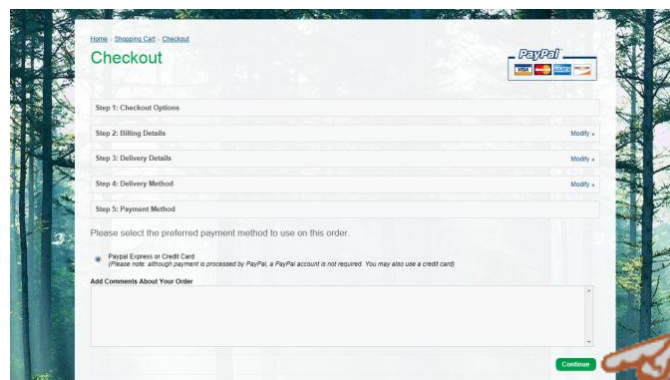 Home » Shopping Cart » Checkout
Checkout
PayPal
VISA
Step 1: Checkout Options
Step 2: Billing Details
Modify »
Step 3: Delivery Details
Modify »
Step 4: Delivery Method
Modify »
Step 5: Payment Method
Please select the preferred payment method to use on this order.
Paypal Express or Credit Card
(Please note: although payment is processed by PayPal, a PayPal account is not required. You may also use a credit card)
Add Comments About Your Order
Continue